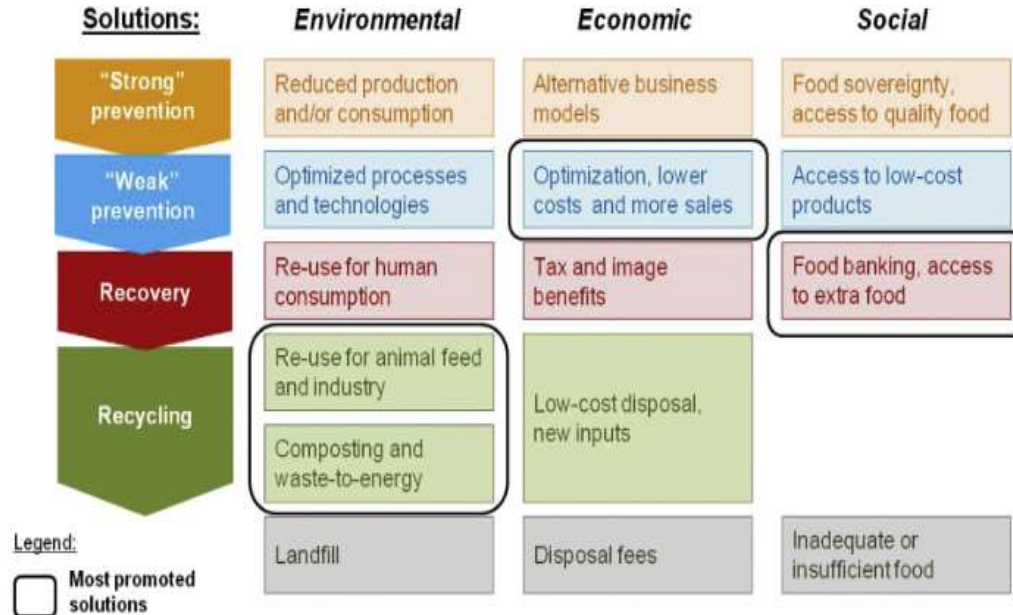 Solutions:
Environmental
Economic
Social
"Strong"
prevention
Reduced production
and/or consumption
Alternative business
models
Food sovereignty,
access to quality food
"Weak"
prevention
Optimized processes
and technologies
Optimization, lower
costs and more sales
Access to low-cost
products
Recovery
Re-use for human
consumption
Tax and image
benefits
Food banking, access
to extra food
Recycling
Re-use for animal feed
and industry
Composting and
waste-to-energy
Low-cost disposal,
new inputs
Landfill
Disposal fees
Inadequate or
insufficient food
Legend:
Most promoted
solutions